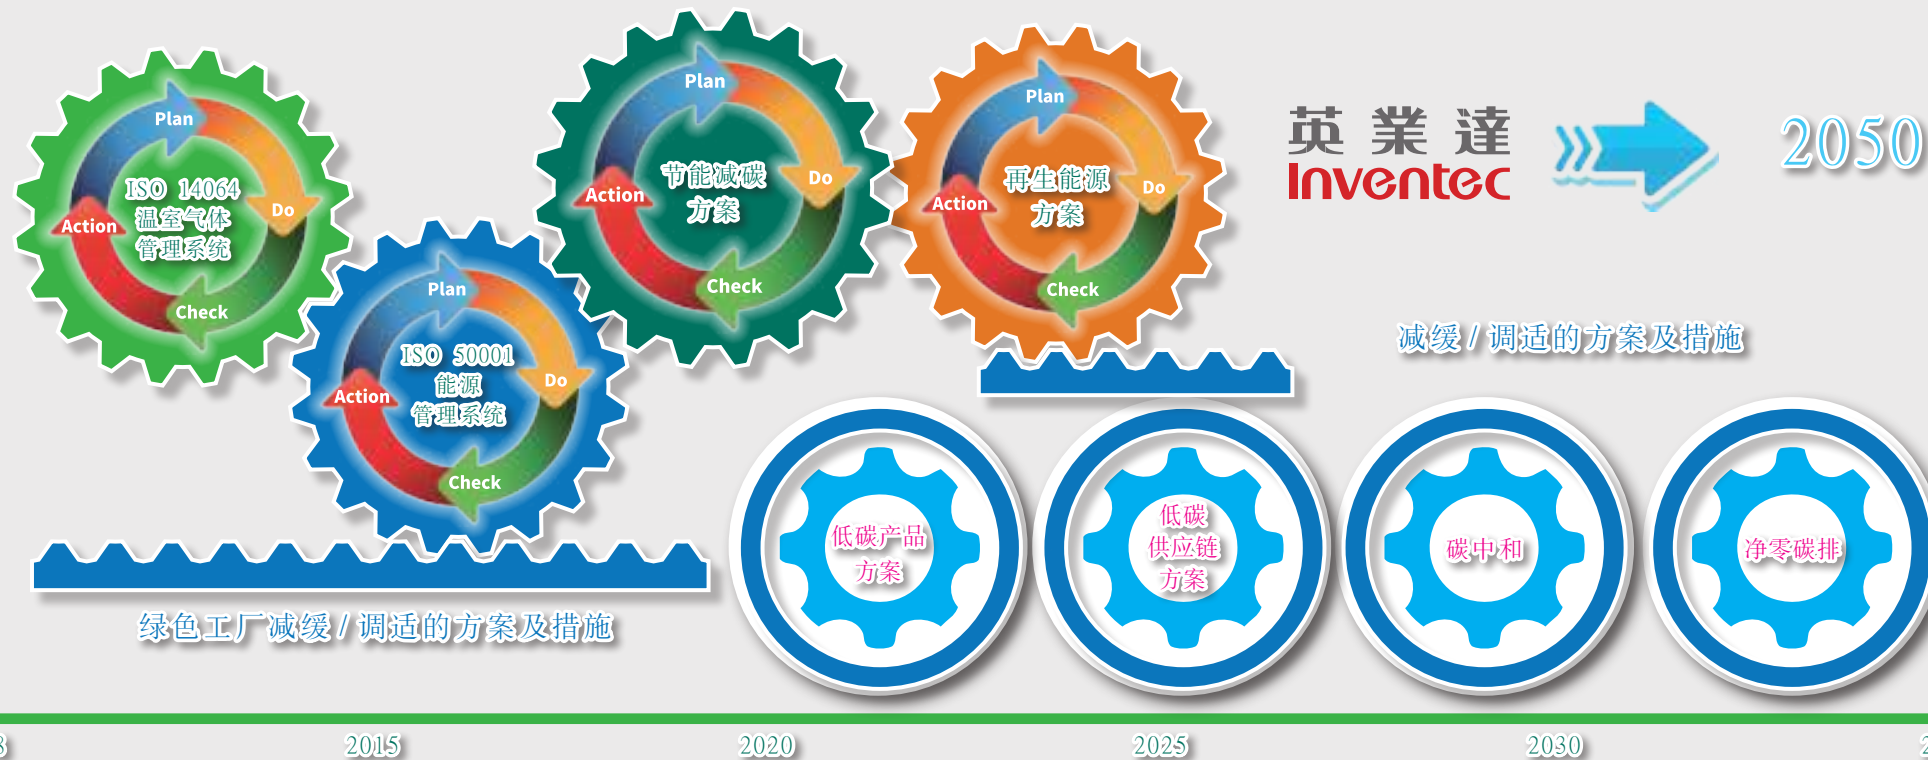 Plan
Do
Check
Action
ISO 14064
温室气体
管理系统
Plan
Do
Check
Action
ISO 50001
能源
管理系统
Plan
Do
Check
Action
节能减碳
方案
Plan
Do
Check
Action
再生能源
方案
英業達
Inventec
2050
减缓 / 调适的方案及措施
低碳产品
方案
低碳
供应链
方案
碳中和
净零碳排
绿色工厂减缓 / 调适的方案及措施
2015
2020
2025
2030